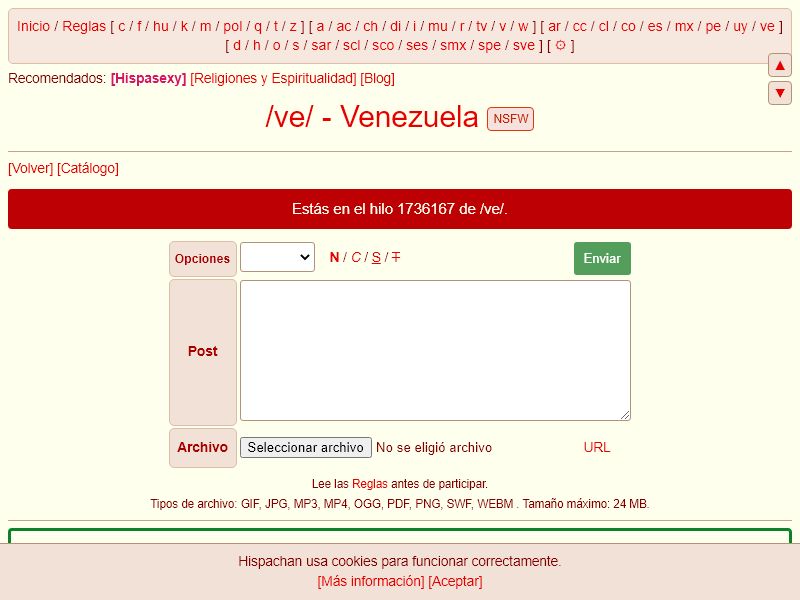 Inicio / Reglas [ c / f / hu / k / m / pol / q / t / z ] [ a / ac / ch / di / i / mu / r / tv / v / w ] [ ar / cc / cl / co / es / mx / pe / uy / ve ]
[ d / h / o / s / sar / scl / sco / ses / smx / spe / sve ] [ ⚙ ]
▲
Recomendados: [Hispasexy] [Religiones y Espiritualidad] [Blog]
▼
/ve/ - Venezuela NSFW
[Volver] [Catálogo]
Estás en el hilo 1736167 de /ve/.
Opciones N / C / S / T Enviar
Post
Archivo Seleccionar archivo No se eligió archivo URL
Lee las Reglas antes de participar.
Tipos de archivo: GIF, JPG, MP3, MP4, OGG, PDF, PNG, SWF, WEBM . Tamaño máximo: 24 MB.
Hispachan usa cookies para funcionar correctamente.
[Más información] [Aceptar]